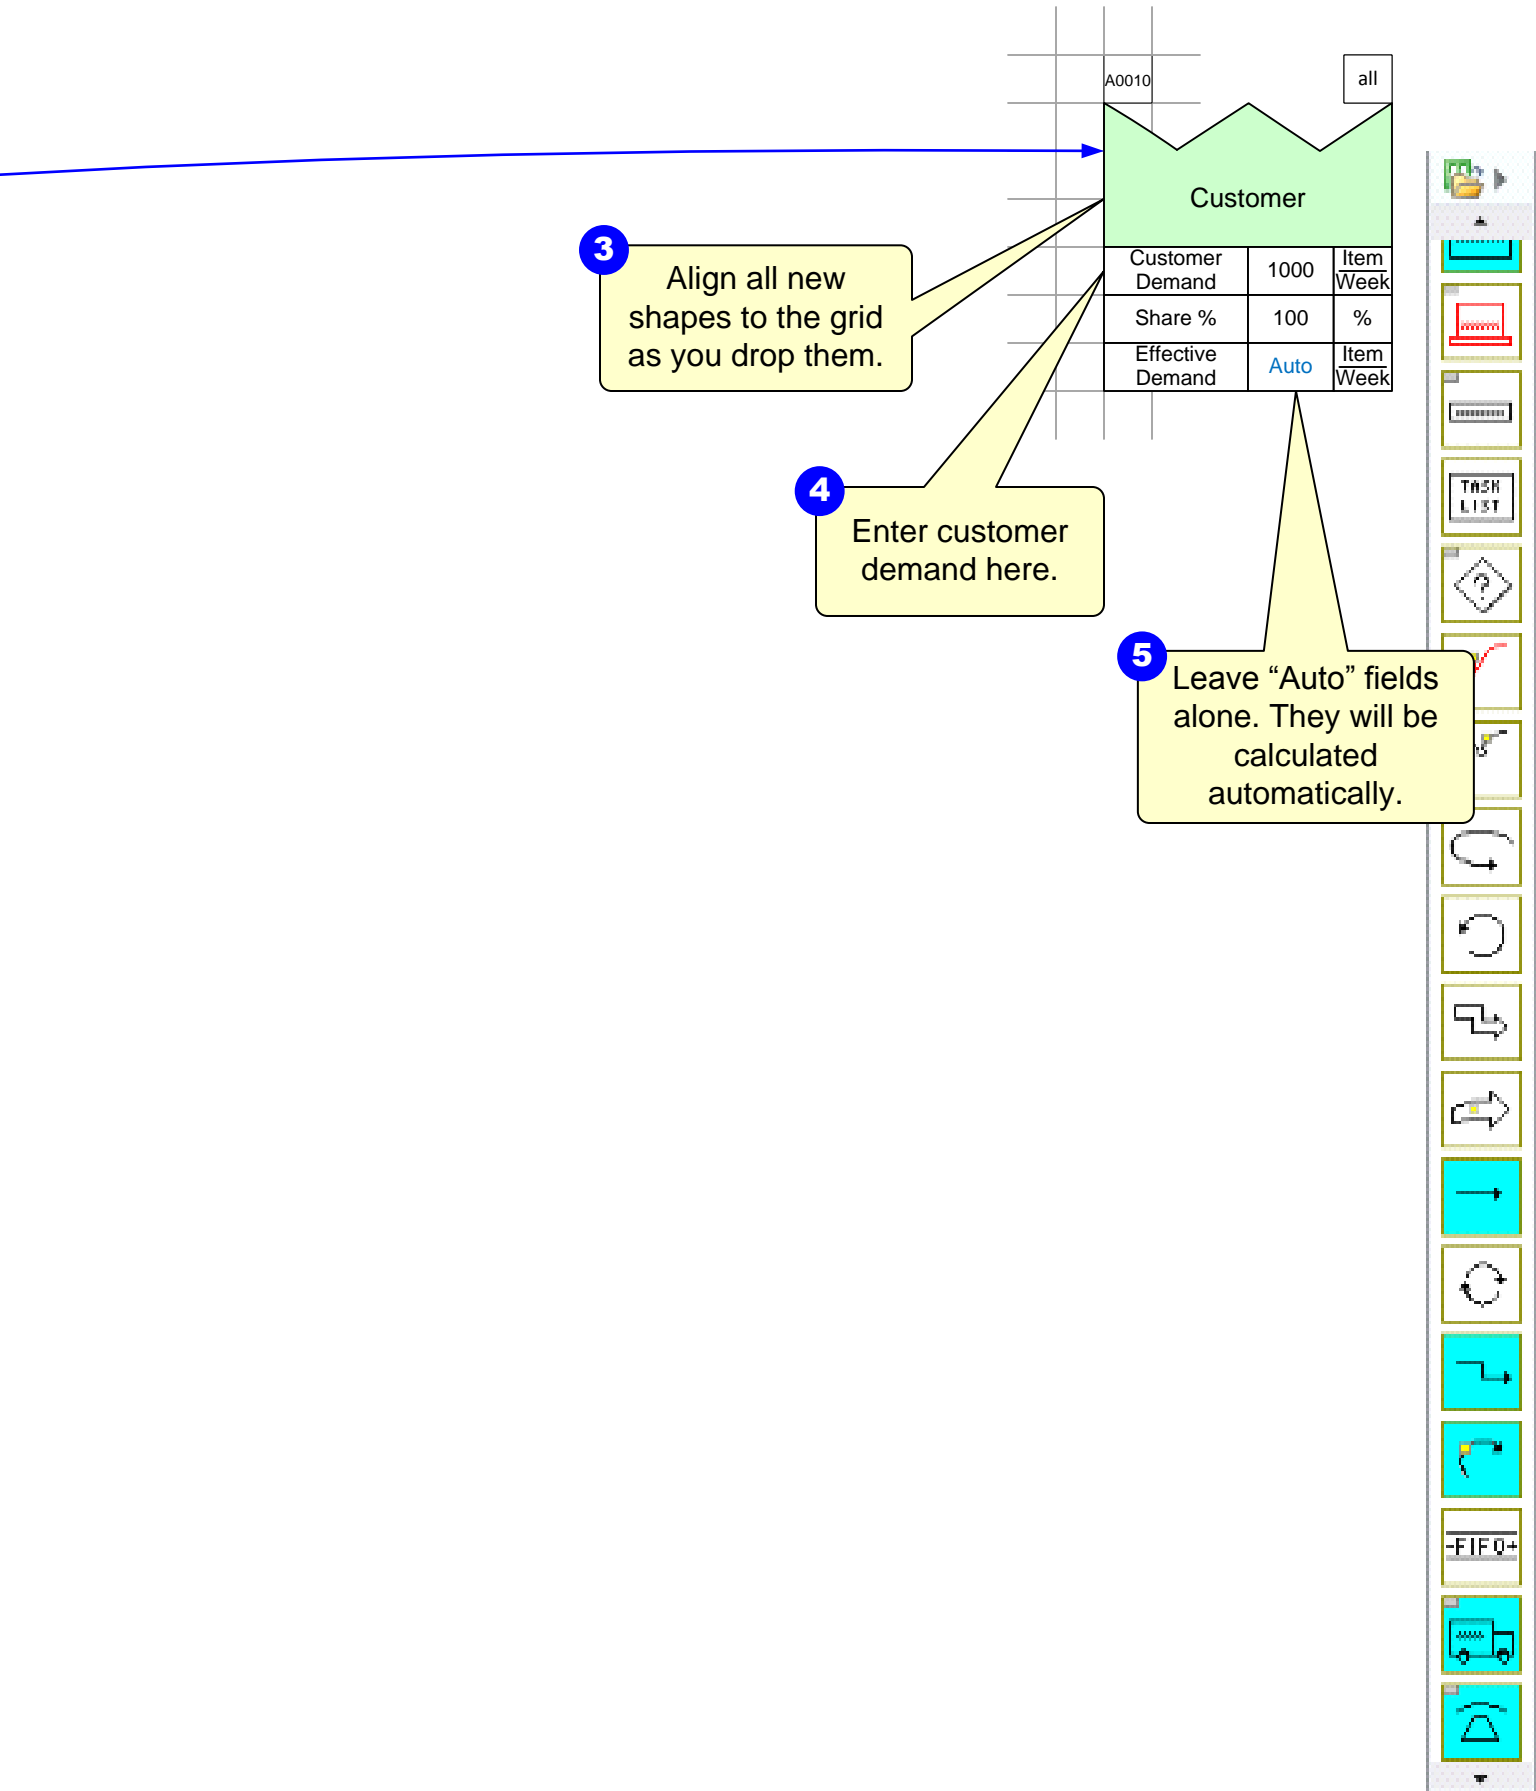 A0010
all
Customer
Customer Demand
1000
Item
Week
Share %
100
%
Effective Demand
Auto
Item
Week
3
Align all new
shapes to the grid
as you drop them.
4
Enter customer
demand here.
5
Leave “Auto” fields
alone. They will be
calculated
automatically.
TASK
LIST
?
-FIFO+